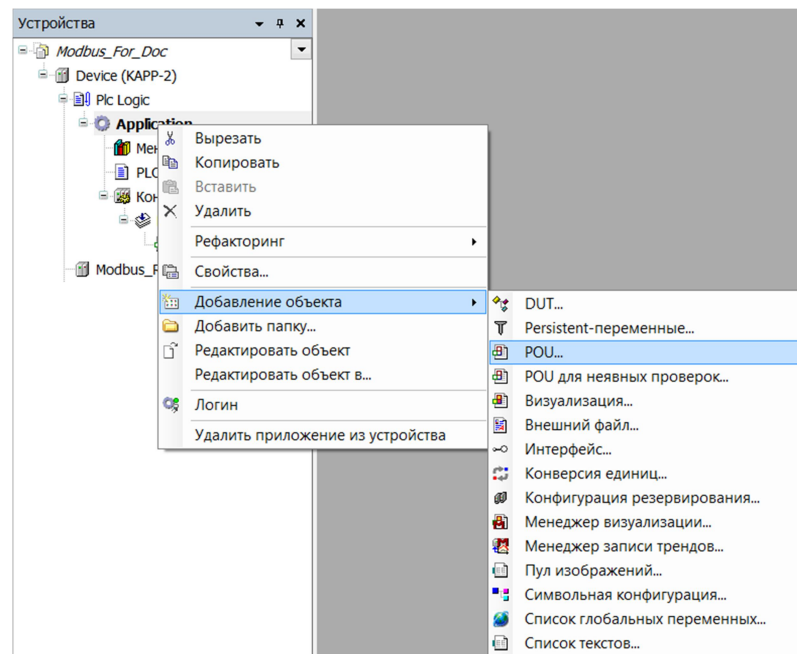 Устройства
Modbus_For_Doc
Device (КАРР-2)
Plc Logic
Application
Вырезать
Копировать
Вставить
Удалить
Рефакторинг
Свойства...
Добавление объекта
Добавить папку...
Редактировать объект
Редактировать объект в...
Логин
Удалить приложение из устройства
DUT...
Persistent-переменные...
POU...
POU для неявных проверок...
Визуализация...
Внешний файл...
Интерфейс...
Конверсия единиц...
Конфигурация резервирования...
Менеджер визуализации...
Менеджер записи трендов...
Пул изображений...
Символьная конфигурация...
Список глобальных переменных...
Список текстов...